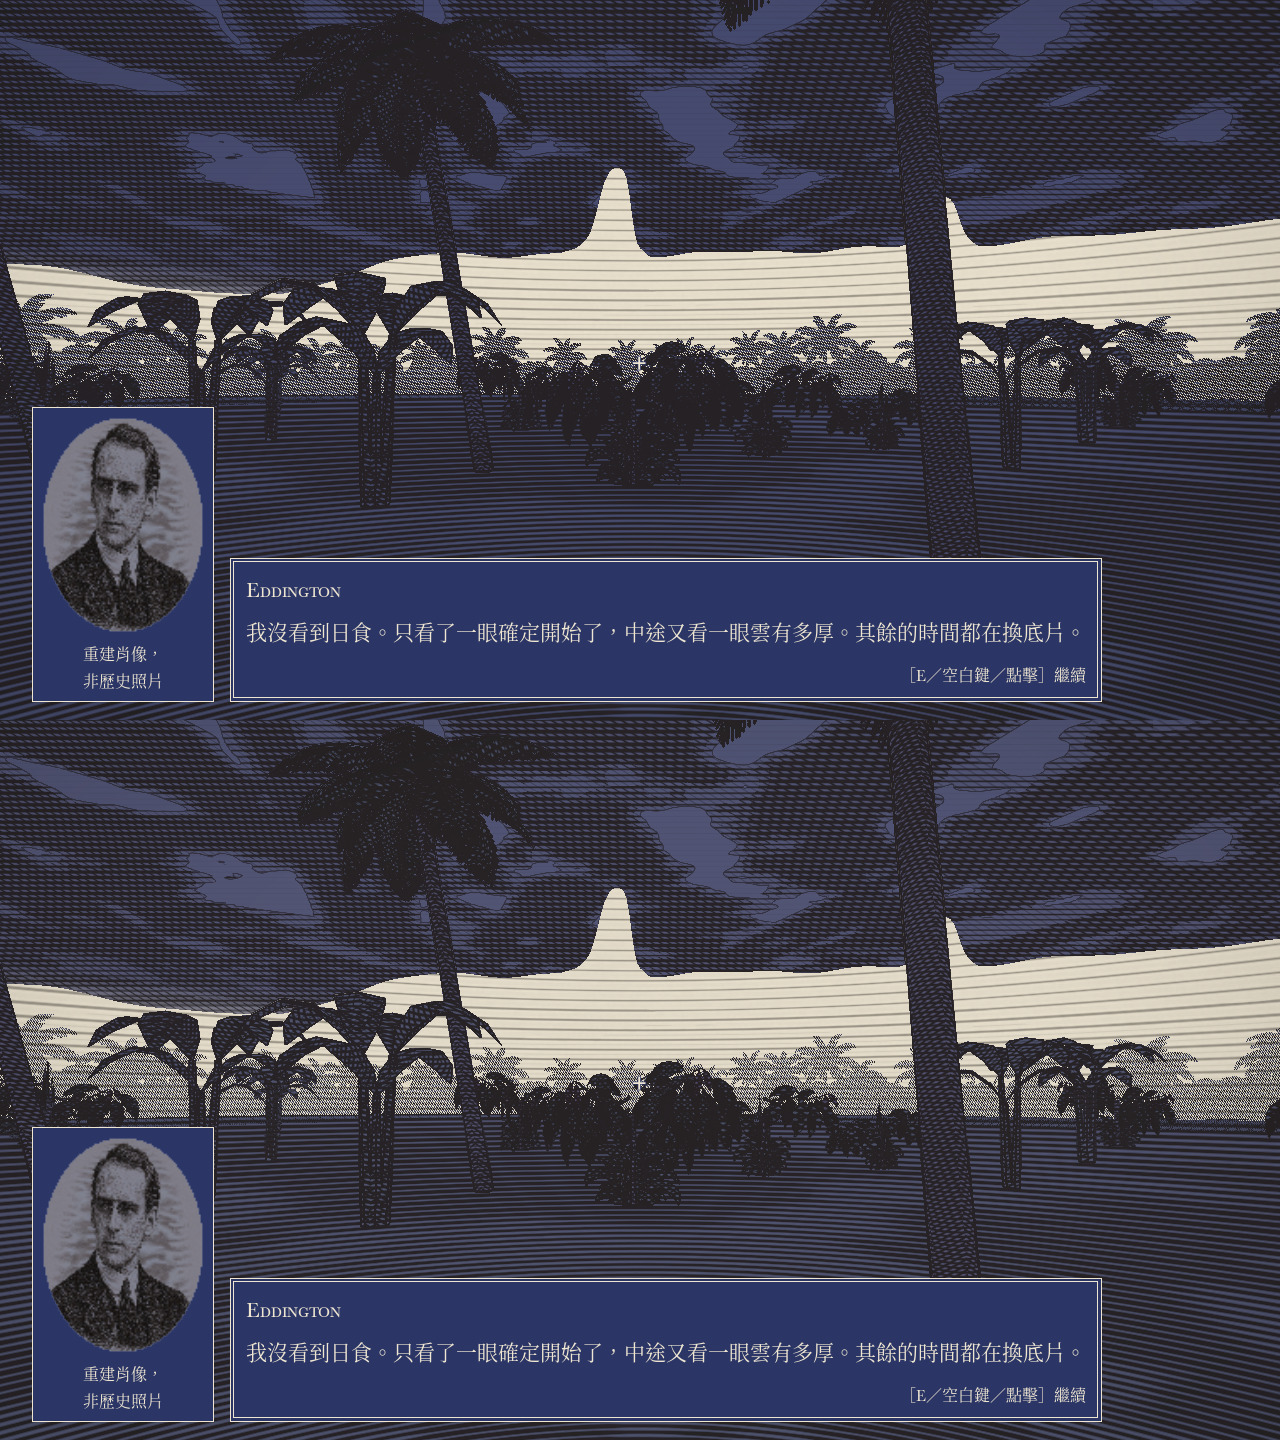 Eddington
我沒看到日食。只看了一眼確定開始了，中途又看一眼雲有多厚。其餘的時間都在換底片。
［E／空白鍵／點擊］繼續
重建肖像，
非歷史照片
Eddington
我沒看到日食。只看了一眼確定開始了，中途又看一眼雲有多厚。其餘的時間都在換底片。
［E／空白鍵／點擊］繼續
重建肖像，
非歷史照片